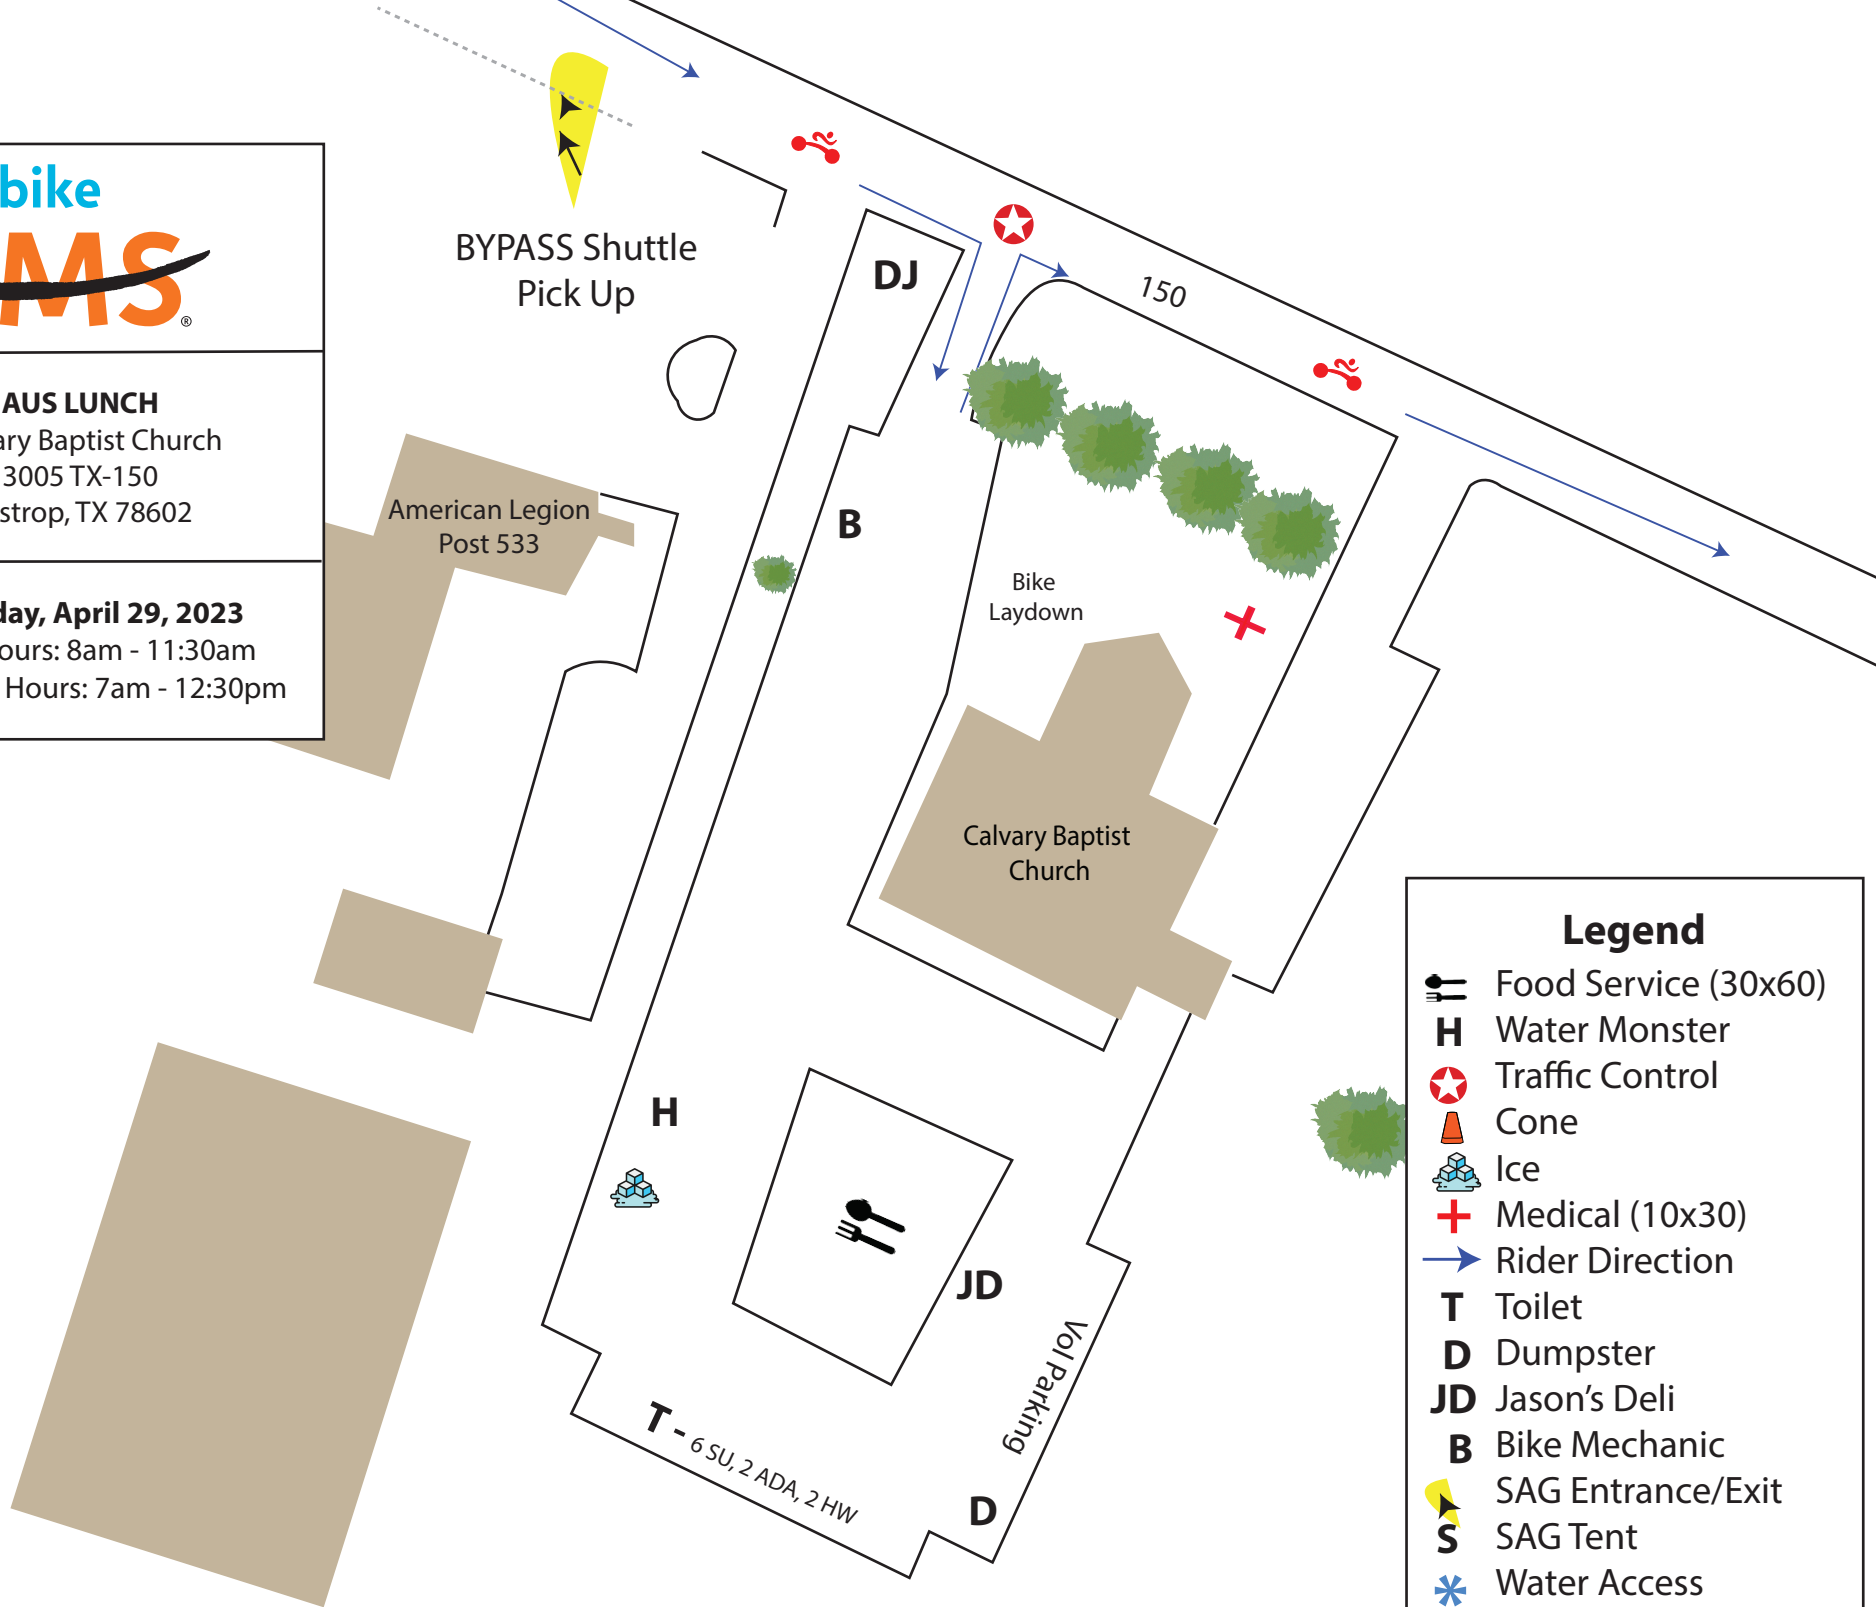 bike
MS®
AUS LUNCH
ary Baptist Church
3005 TX-150
strop, TX 78602
day, April 29, 2023
ours: 8am - 11:30am
Hours: 7am - 12:30pm
BYPASS Shuttle
Pick Up
DJ
150
American Legion
Post 533
B
Bike
Laydown
Calvary Baptist
Church
H
JD
Vol Parking
T - 6 SU, 2 ADA, 2 HW
D
Legend
Food Service (30x60)
H Water Monster
Traffic Control
Cone
Ice
Medical (10x30)
Rider Direction
T Toilet
D Dumpster
JD Jason's Deli
B Bike Mechanic
SAG Entrance/Exit
S SAG Tent
Water Access